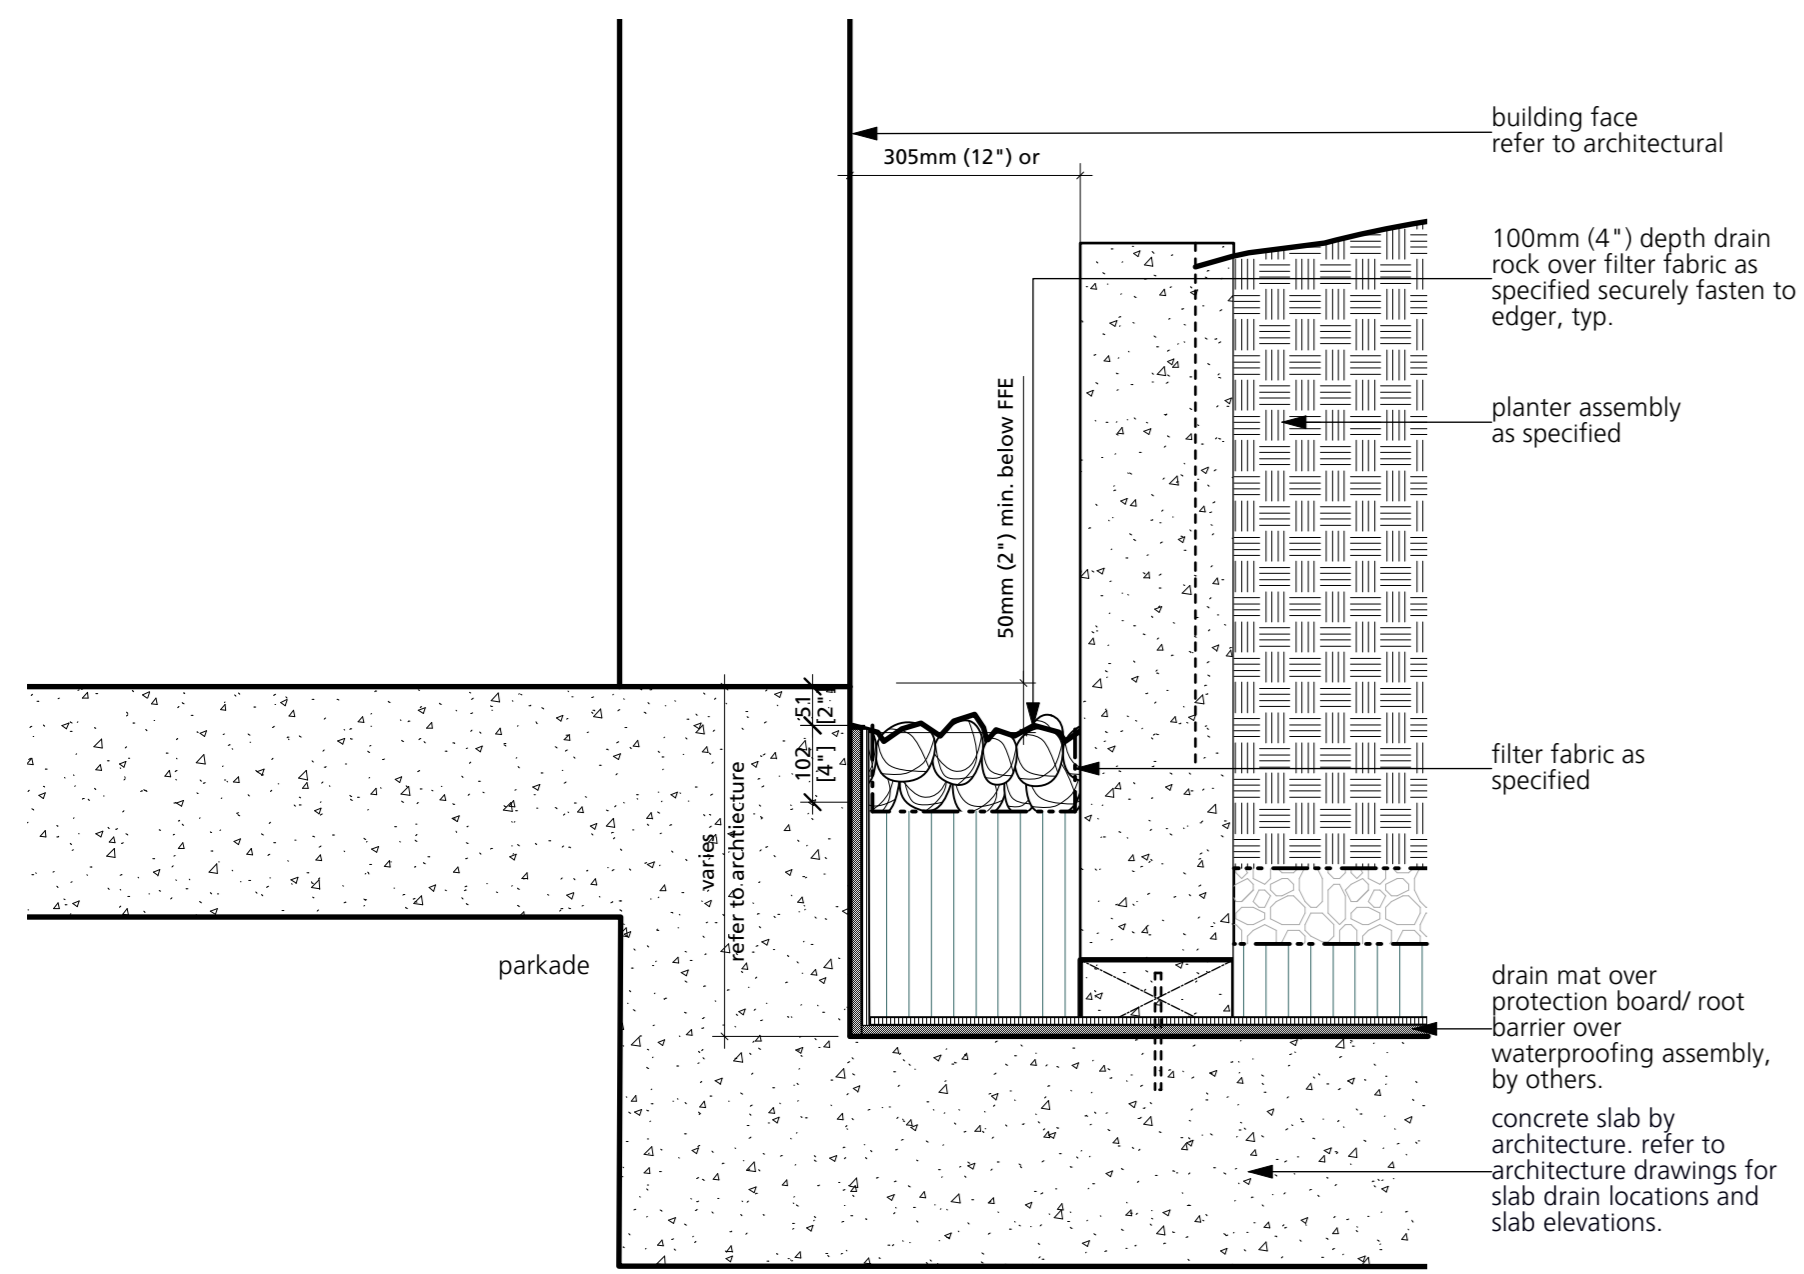 building face
refer to architectural
305mm (12") or
100mm (4") depth drain
rock over filter fabric as
specified securely fasten to
edger, typ.
50mm (2") min. below FFE
planter assembly
as specified
51
[2"]
102
[4"]
filter fabric as
specified
varies
refer to archtiecture
parkade
drain mat over
protection board/ root
barrier over
waterproofing assembly,
by others.
concrete slab by
architecture. refer to
architecture drawings for
slab drain locations and
slab elevations.